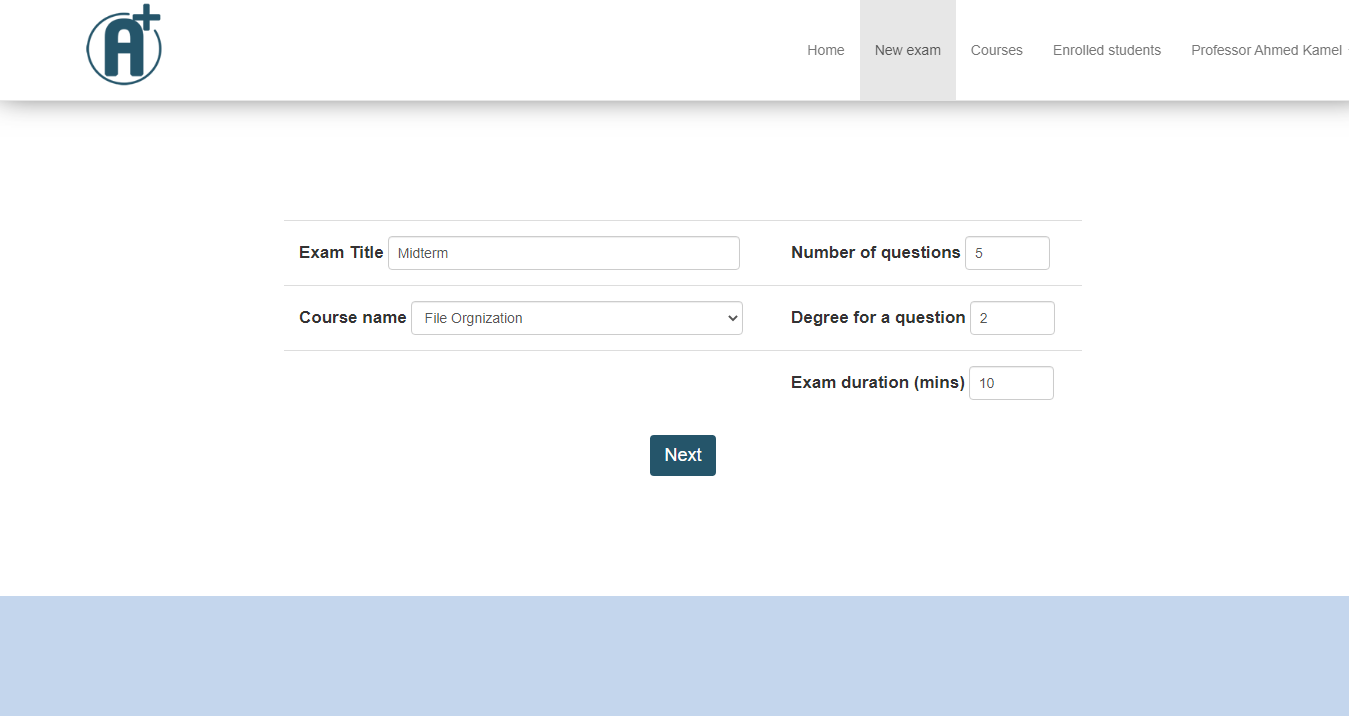 A+
Home New exam Courses Enrolled students Professor Ahmed Kamel
Exam Title Midterm Number of questions 5
Course name File Orgnization Degree for a question 2
Exam duration (mins) 10
Next